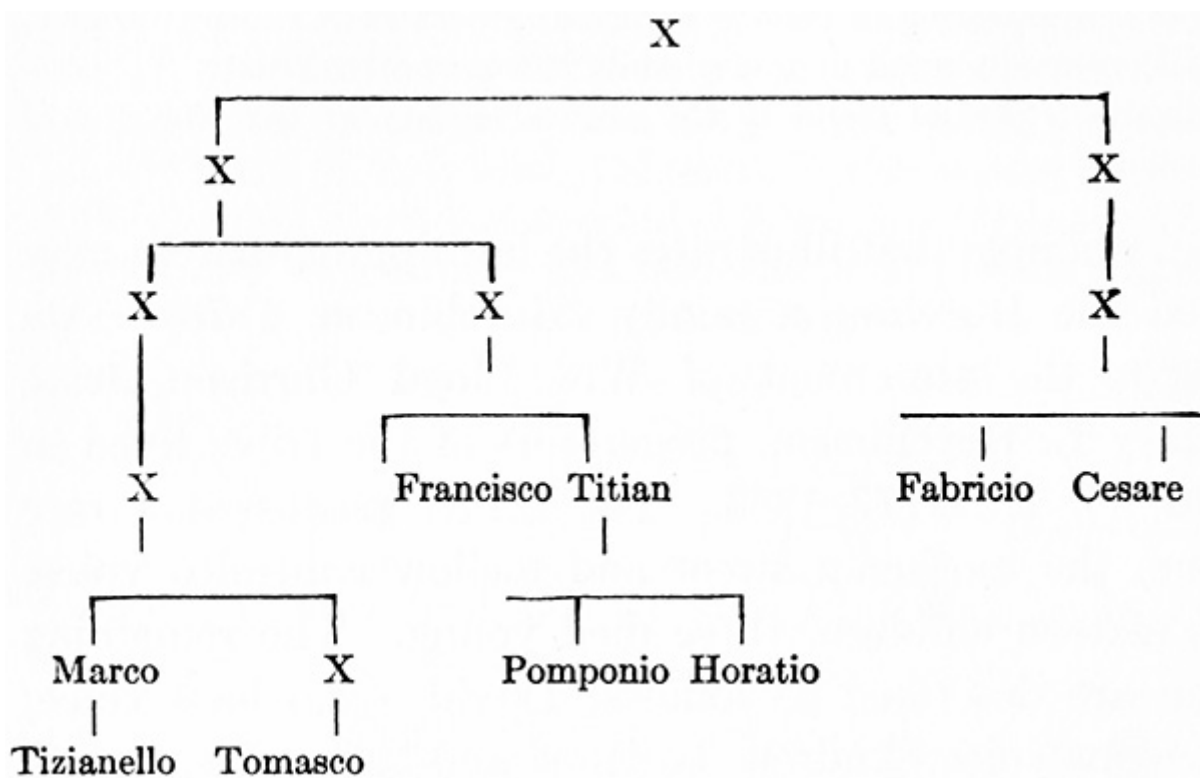 X
X X
X X X
X Francisco Titian Fabricio Cesare
Marco X Pomponio Horatio
Tizianello Tomasco